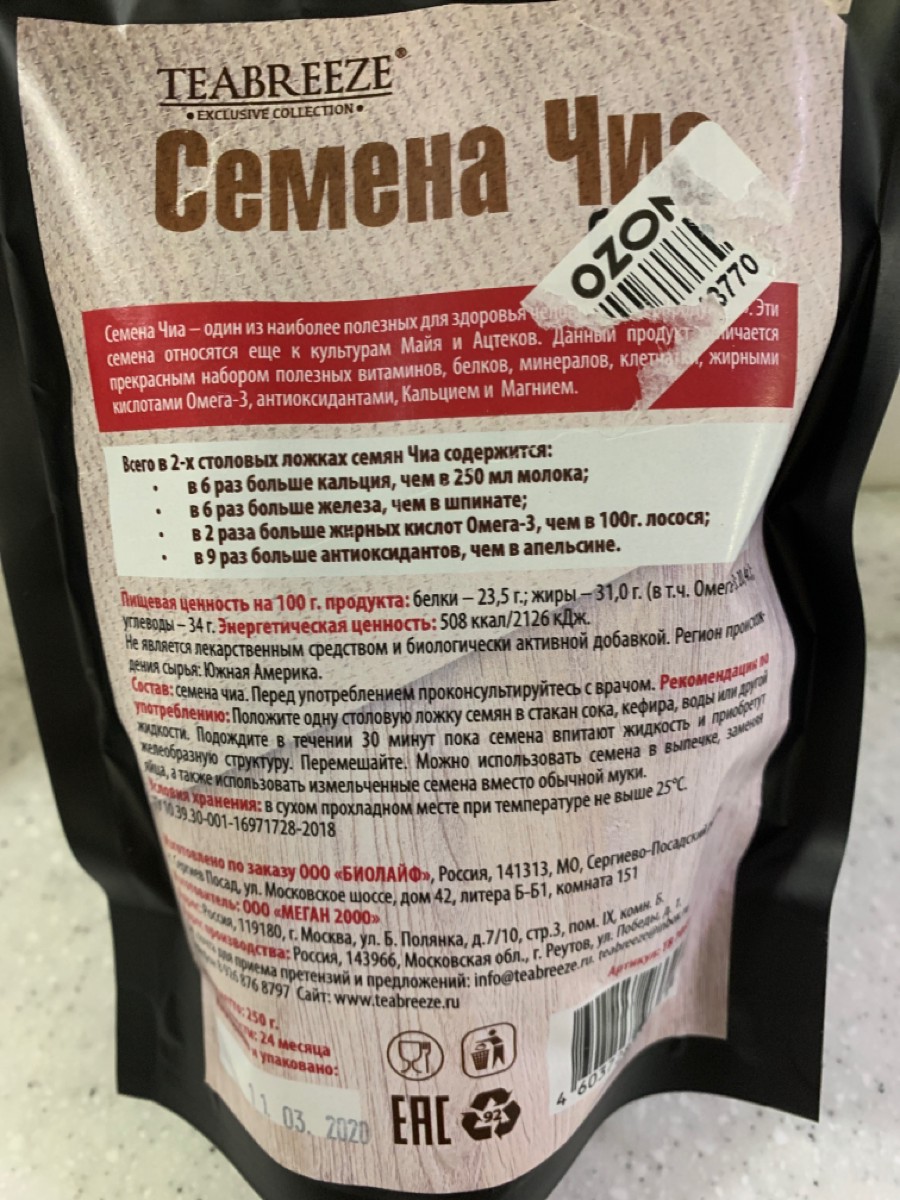 TEABREEZE®
• EXCLUSIVE COLLECTION •
Семена Чиа
OZON
3770
Семена Чиа – один из наиболее полезных для здоровья Эти
семена относятся еще к культурам Майя и Ацтеков. Данный продукт отличается
прекрасным набором полезных витаминов, белков, минералов, клетчатки, жирными
кислотами Омега-3, антиоксидантами, Кальцием и Магнием.
Всего в 2-х столовых ложках семян Чиа содержится:
• в 6 раз больше кальция, чем в 250 мл молока;
• в 6 раз больше железа, чем в шпинате;
• в 2 раза больше жирных кислот Омега-3, чем в 100г. лосося;
• в 9 раз больше антиоксидантов, чем в апельсине.
Пищевая ценность на 100 г. продукта: белки – 23,5 г.; жиры – 31,0 г. (в т.ч. Омега-3
углеводы – 34 г. Энергетическая ценность: 508 ккал/2126 кДж.
Не является лекарственным средством и биологически активной добавкой. Регион происхож-
дения сырья: Южная Америка.
Состав: семена чиа. Перед употреблением проконсультируйтесь с врачом. Рекомендации по
употреблению: Положите одну столовую ложку семян в стакан сока, кефира, воды или другой
жидкости. Подождите в течении 30 минут пока семена впитают жидкость и приобретут
желеобразную структуру. Перемешайте. Можно использовать семена в выпечке, заменяя
яйца, а также использовать измельченные семена вместо обычной муки.
Условия хранения: в сухом прохладном месте при температуре не выше 25°С.
ТУ 10.39.30-001-16971728-2018
Изготовлено по заказу ООО «БИОЛАЙФ», Россия, 141313, МО, Сергиево-Посадский
Сергиев Посад, ул. Московское шоссе, дом 42, литера Б-Б1, комната 151
Изготовитель: ООО «МЕГАН 2000»
Адрес: Россия, 119180, г. Москва, ул. Б. Полянка, д.7/10, стр.3, пом. IX, комн. Б.
производства: Россия, 143966, Московская обл., г. Реутов, ул. Победы, д.
для приема претензий и предложений: info@teabreeze.ru,
8 926 876 8797 Сайт: www.teabreeze.ru
Артикул:
250 г.
24 месяца
упаковано:
11.03.2020
EAC
92